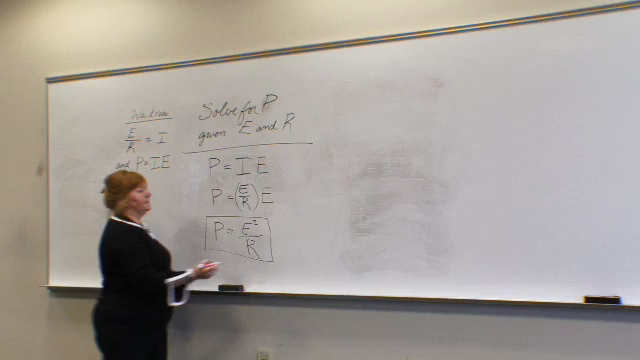 We know
E/R = I
and P = IE
Solve for P
given E and R
P = IE
P = (E/R)E
P = E²/R